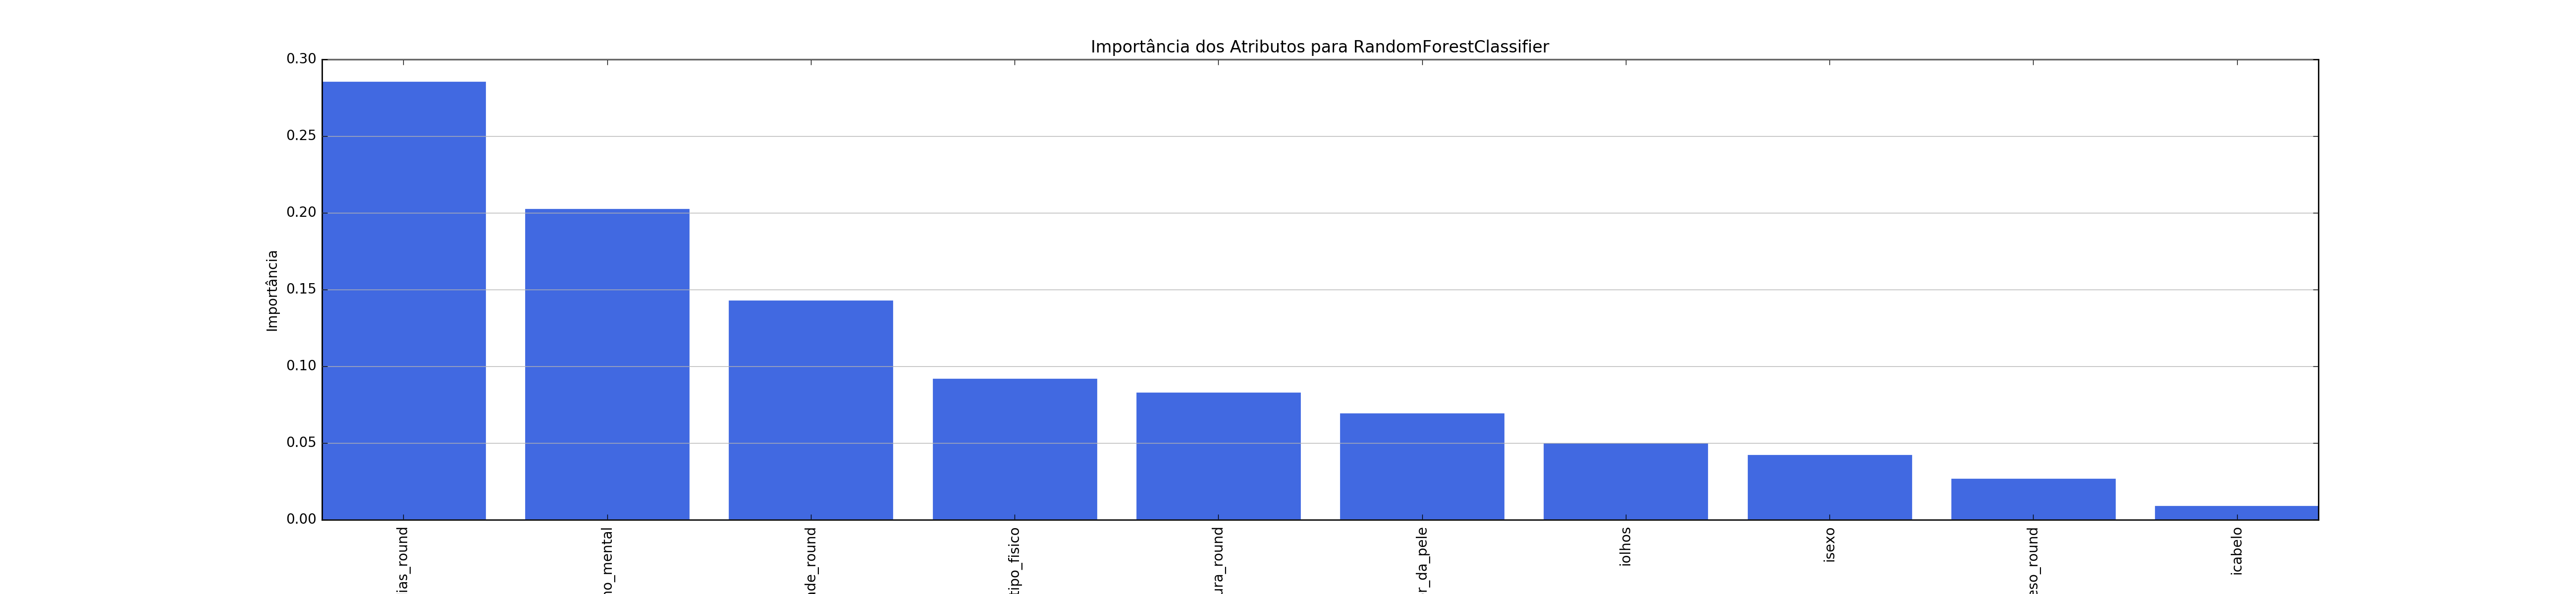 Importância dos Atributos para RandomForestClassifier
Importância
0.30
0.25
0.20
0.15
0.10
0.05
0.00
ias_round
no_mental
ade_round
tipo_fisico
ura_round
r_da_pele
iolhos
isexo
eso_round
icabelo